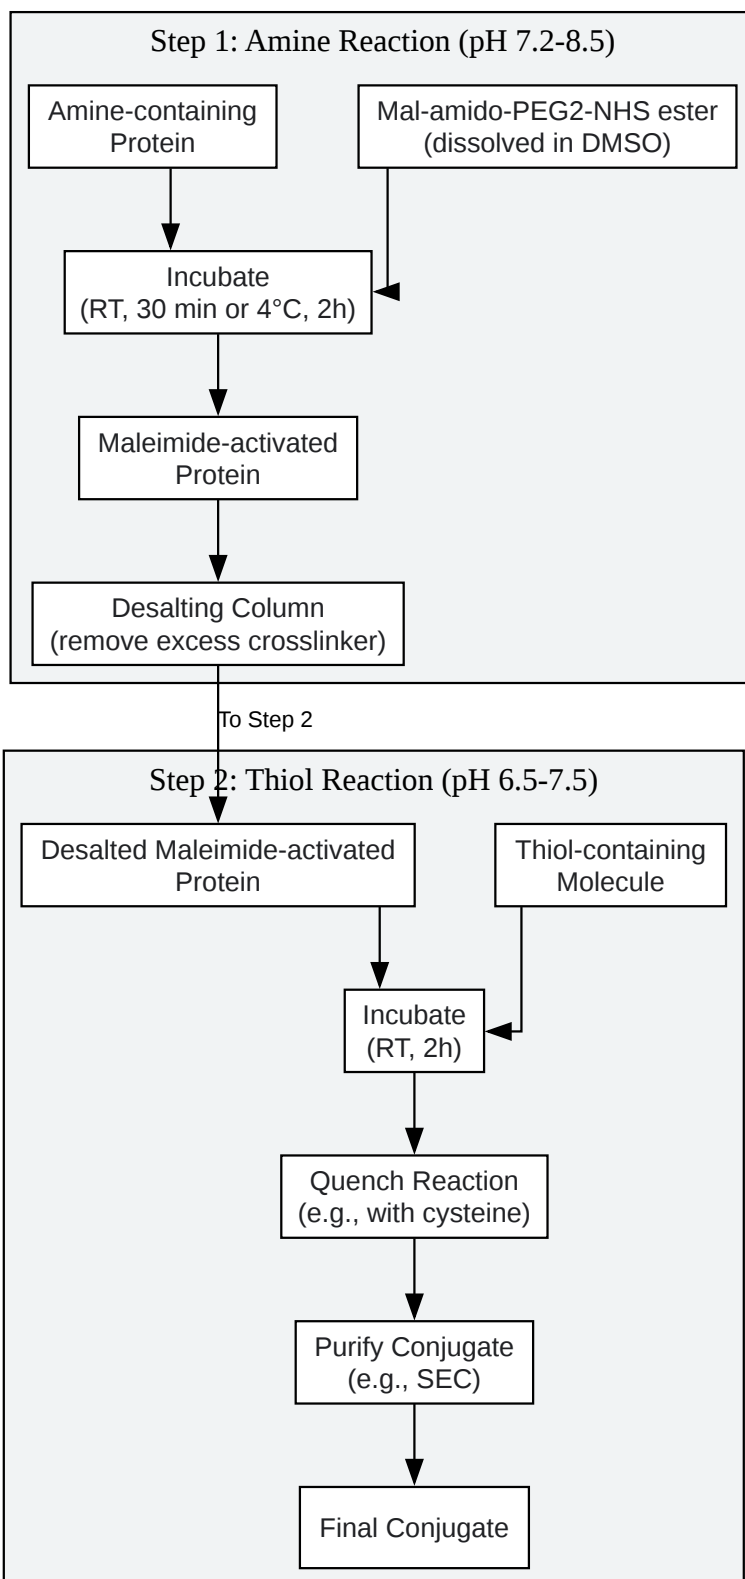 Step 1: Amine Reaction (pH 7.2-8.5)
Amine-containing
Protein
Mal-amido-PEG2-NHS ester
(dissolved in DMSO)
Incubate
(RT, 30 min or 4°C, 2h)
Maleimide-activated
Protein
Desalting Column
(remove excess crosslinker)
To Step 2
Step 2: Thiol Reaction (pH 6.5-7.5)
Desalted Maleimide-activated
Protein
Thiol-containing
Molecule
Incubate
(RT, 2h)
Quench Reaction
(e.g., with cysteine)
Purify Conjugate
(e.g., SEC)
Final Conjugate